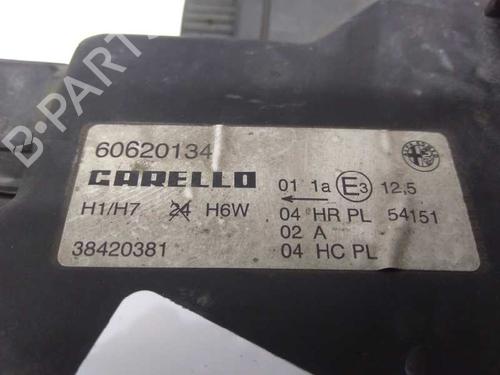 B-PARTS
60620134
CARELLO 01 1a E3 12,5
H1/H7 24 H6W 04 HR PL 54151
02 A
38420381 04 HC PL